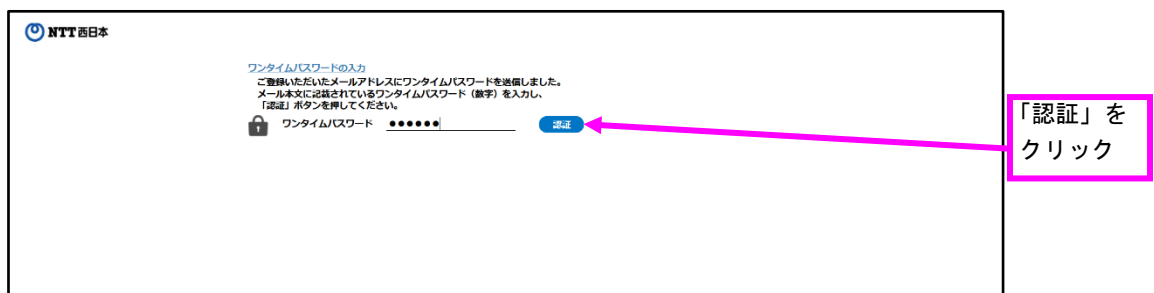 NTT西日本
ワンタイムパスワードの入力
ご登録いただいたメールアドレスにワンタイムパスワードを送信しました。
メール本文に記載されているワンタイムパスワード（数字）を入力し、
「認証」ボタンを押してください。
ワンタイムパスワード ●●●●●● 認証
「認証」を
クリック